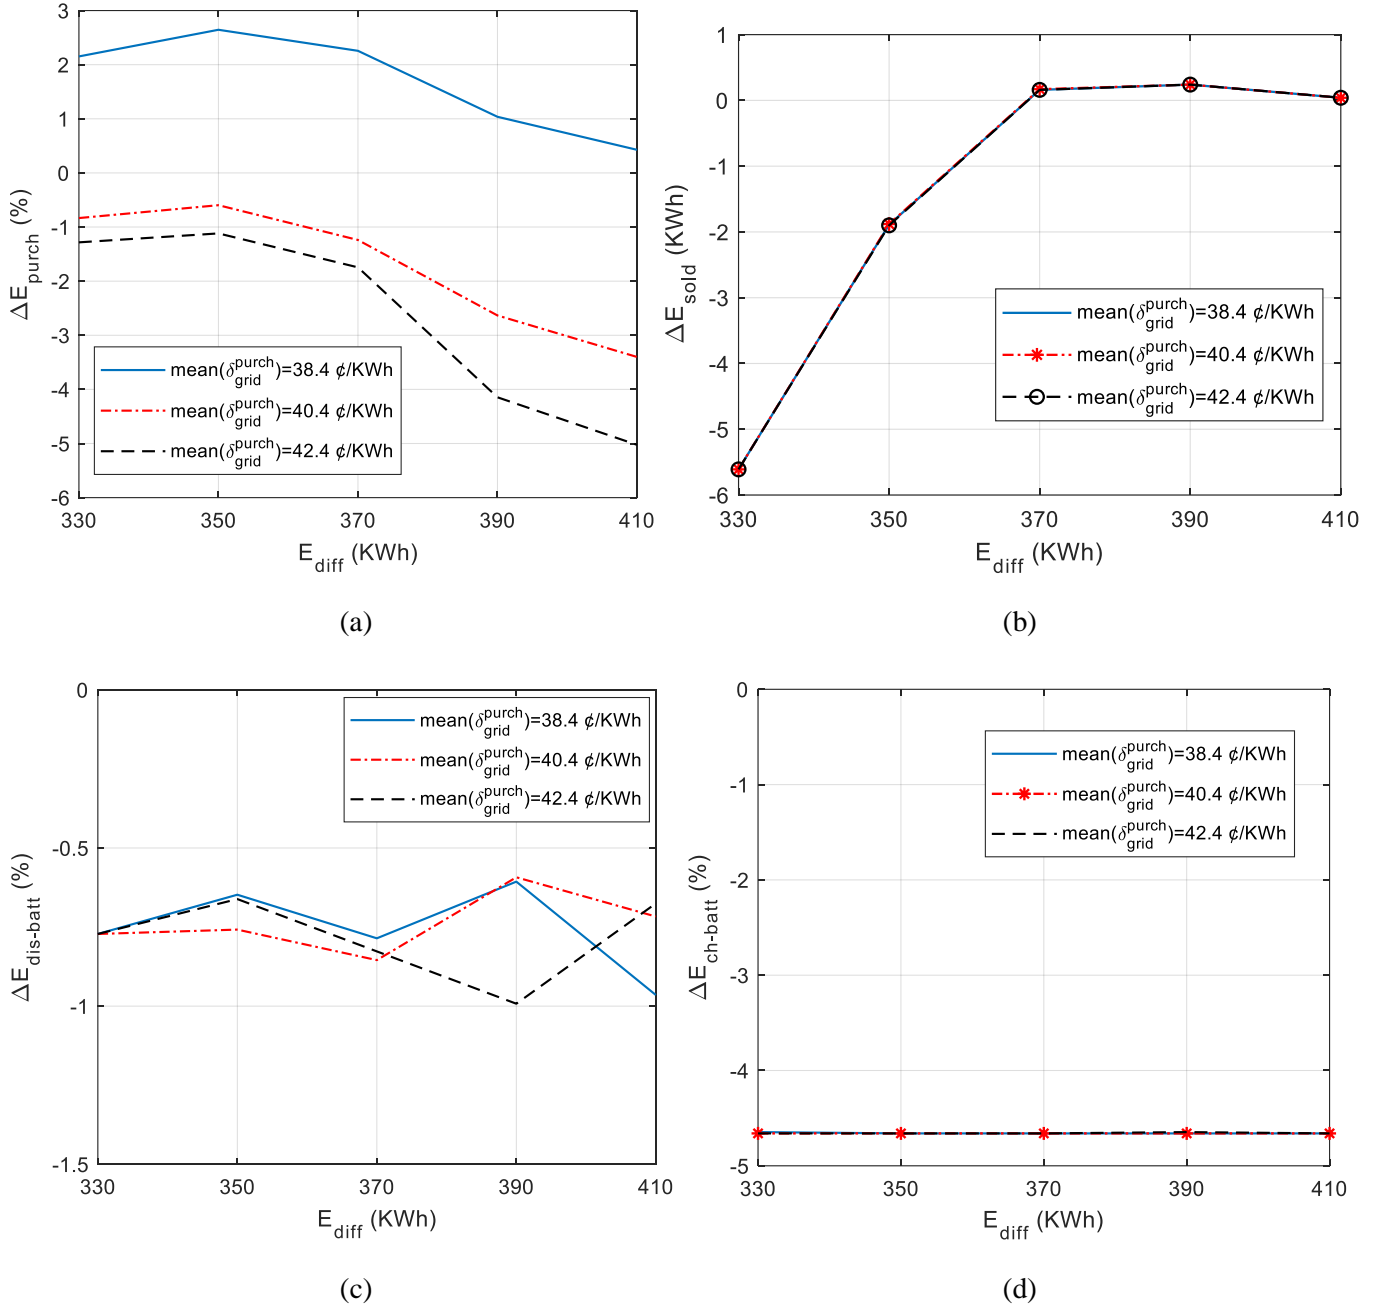 3
2
1
0
-1
-2
-3
-4
-5
-6
330
350
370
390
410
ΔE_purch (%)
E_diff (KWh)
mean(δ_grid^purch)=38.4 ¢/KWh
mean(δ_grid^purch)=40.4 ¢/KWh
mean(δ_grid^purch)=42.4 ¢/KWh
(a)
1
0
-1
-2
-3
-4
-5
-6
330
350
370
390
410
ΔE_sold (KWh)
E_diff (KWh)
mean(δ_grid^purch)=38.4 ¢/KWh
mean(δ_grid^purch)=40.4 ¢/KWh
mean(δ_grid^purch)=42.4 ¢/KWh
(b)
0
-0.5
-1
-1.5
330
350
370
390
410
ΔE_dis-batt (%)
E_diff (KWh)
mean(δ_grid^purch)=38.4 ¢/KWh
mean(δ_grid^purch)=40.4 ¢/KWh
mean(δ_grid^purch)=42.4 ¢/KWh
(c)
0
-1
-2
-3
-4
-5
330
350
370
390
410
ΔE_ch-batt (%)
E_diff (KWh)
mean(δ_grid^purch)=38.4 ¢/KWh
mean(δ_grid^purch)=40.4 ¢/KWh
mean(δ_grid^purch)=42.4 ¢/KWh
(d)